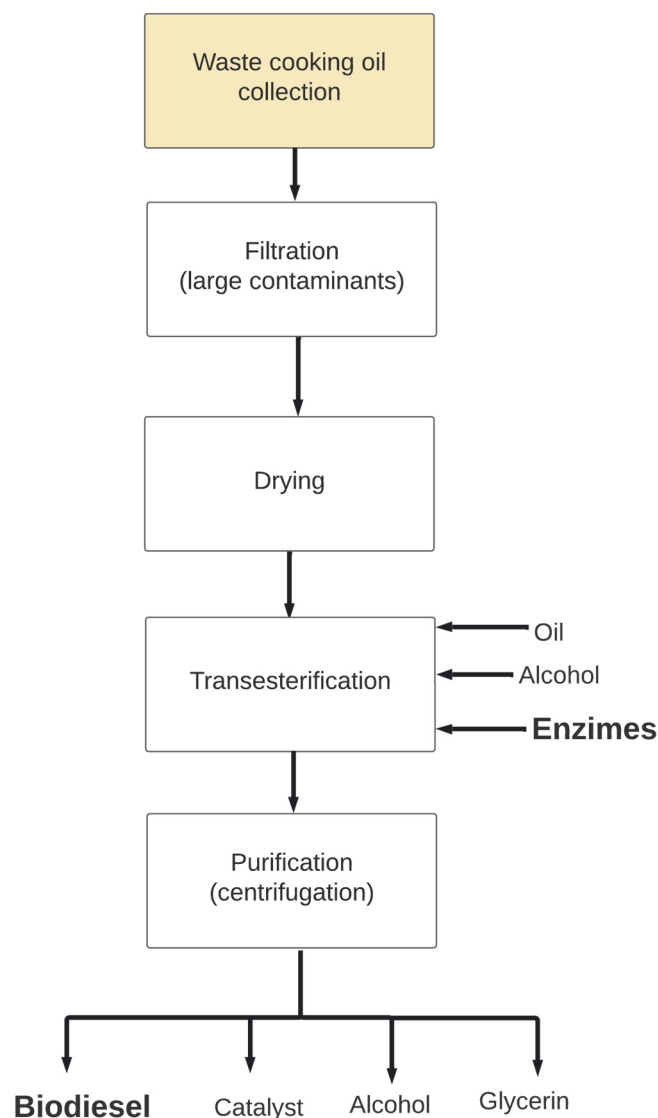 Waste cooking oil
collection
Filtration
(large contaminants)
Drying
Transesterification
Oil
Alcohol
Enzimes
Purification
(centrifugation)
Biodiesel
Catalyst
Alcohol
Glycerin